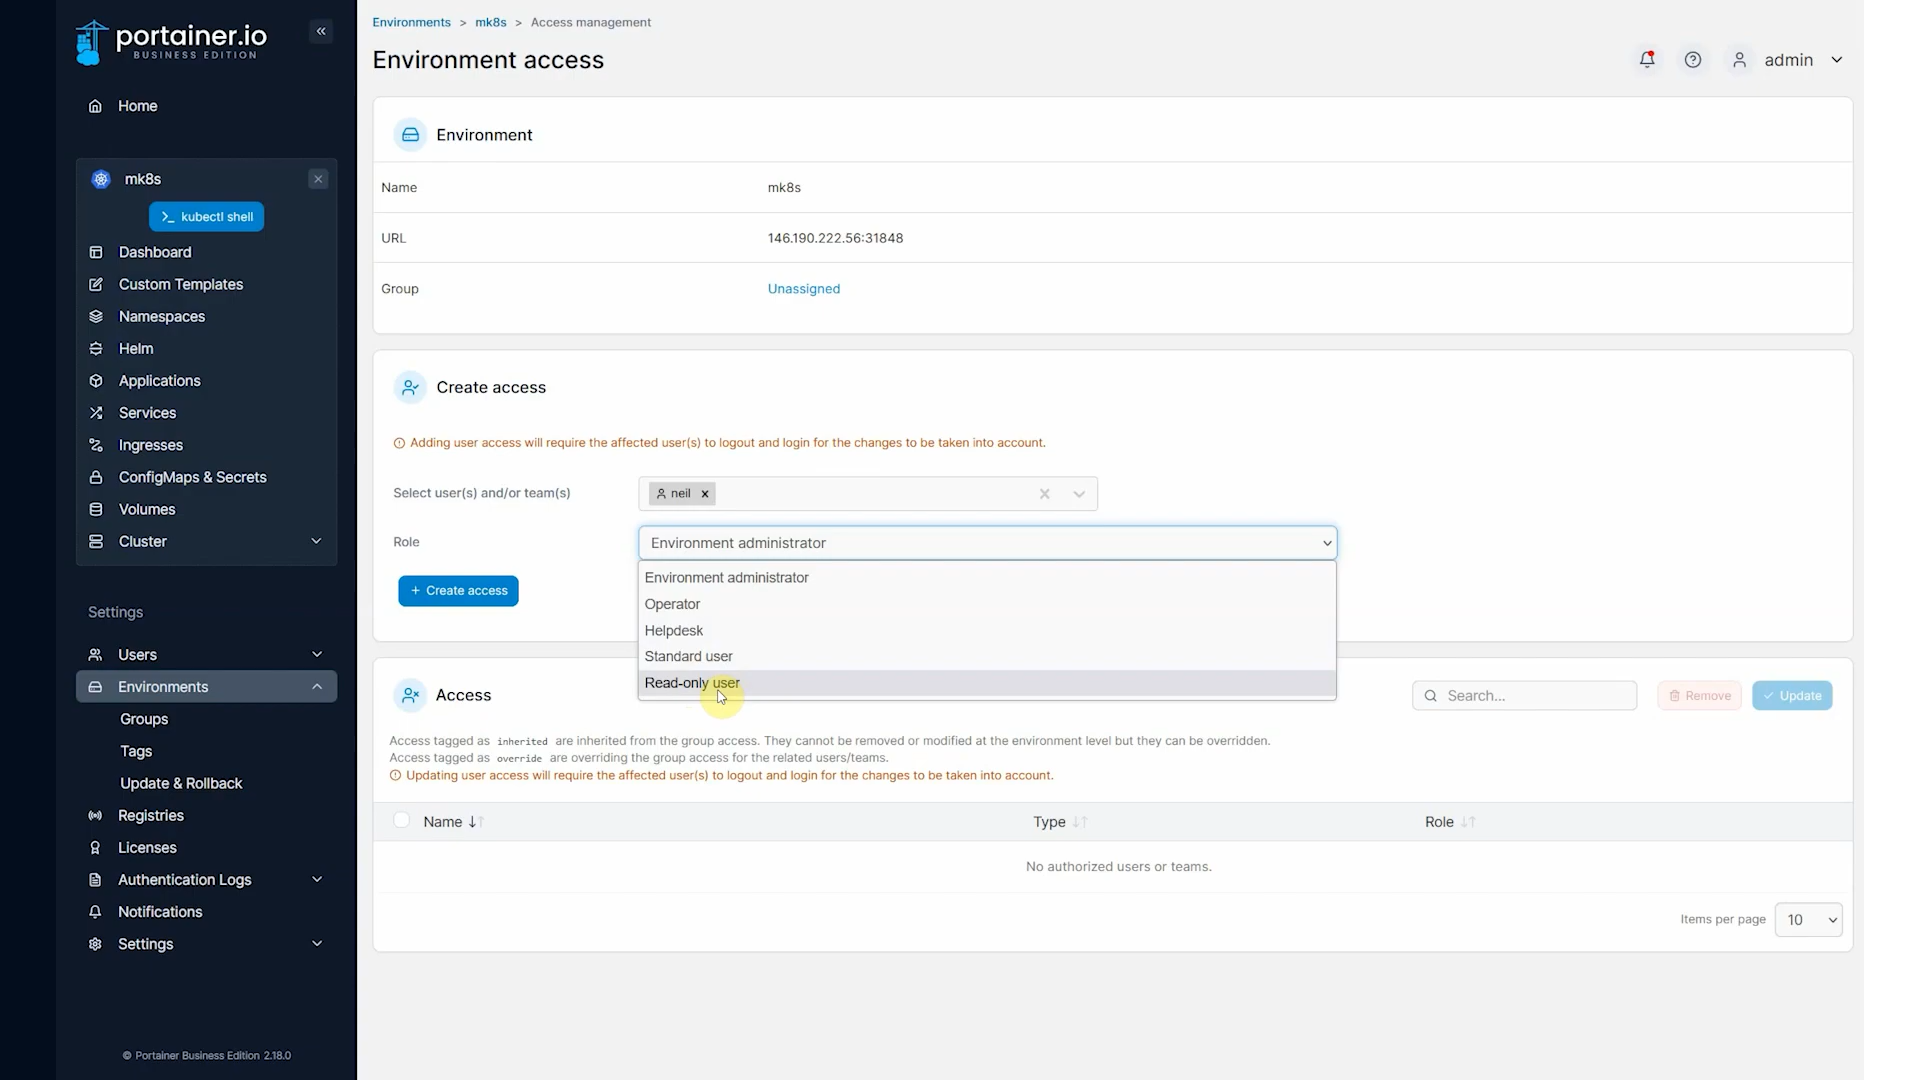 portainer.io
BUSINESS EDITION
Home
mk8s
kubectl shell
Dashboard
Custom Templates
Namespaces
Helm
Applications
Services
Ingresses
ConfigMaps & Secrets
Volumes
Cluster
Settings
Users
Environments
Groups
Tags
Update & Rollback
Registries
Licenses
Authentication Logs
Notifications
Settings
© Portainer Business Edition 2.18.0
Environments > mk8s > Access management
Environment access
admin
Environment
Name mk8s
URL 146.190.222.56:31848
Group Unassigned
Create access
Adding user access will require the affected user(s) to logout and login for the changes to be taken into account.
Select user(s) and/or team(s) neil
Role Environment administrator
Environment administrator
Operator
Helpdesk
Standard user
Read-only user
+ Create access
Access
Search...
Remove
Update
Access tagged as inherited are inherited from the group access. They cannot be removed or modified at the environment level but they can be overridden.
Access tagged as override are overriding the group access for the related users/teams.
Updating user access will require the affected user(s) to logout and login for the changes to be taken into account.
Name Type Role
No authorized users or teams.
Items per page 10